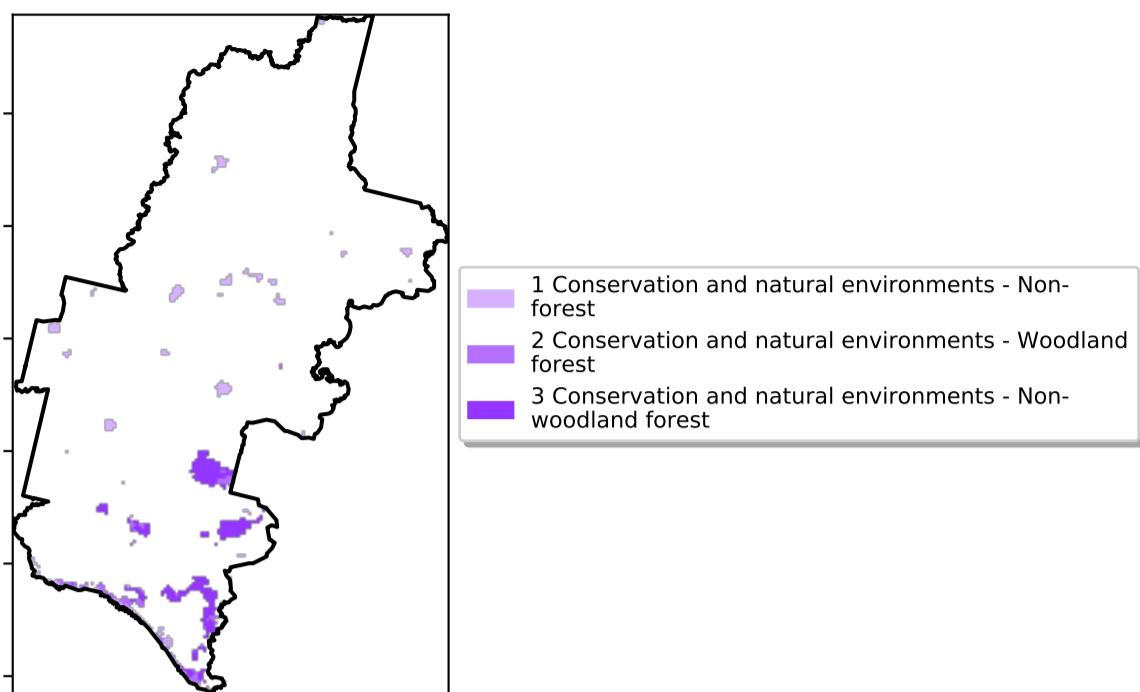 1 Conservation and natural environments - Non-
forest
2 Conservation and natural environments - Woodland
forest
3 Conservation and natural environments - Non-
woodland forest